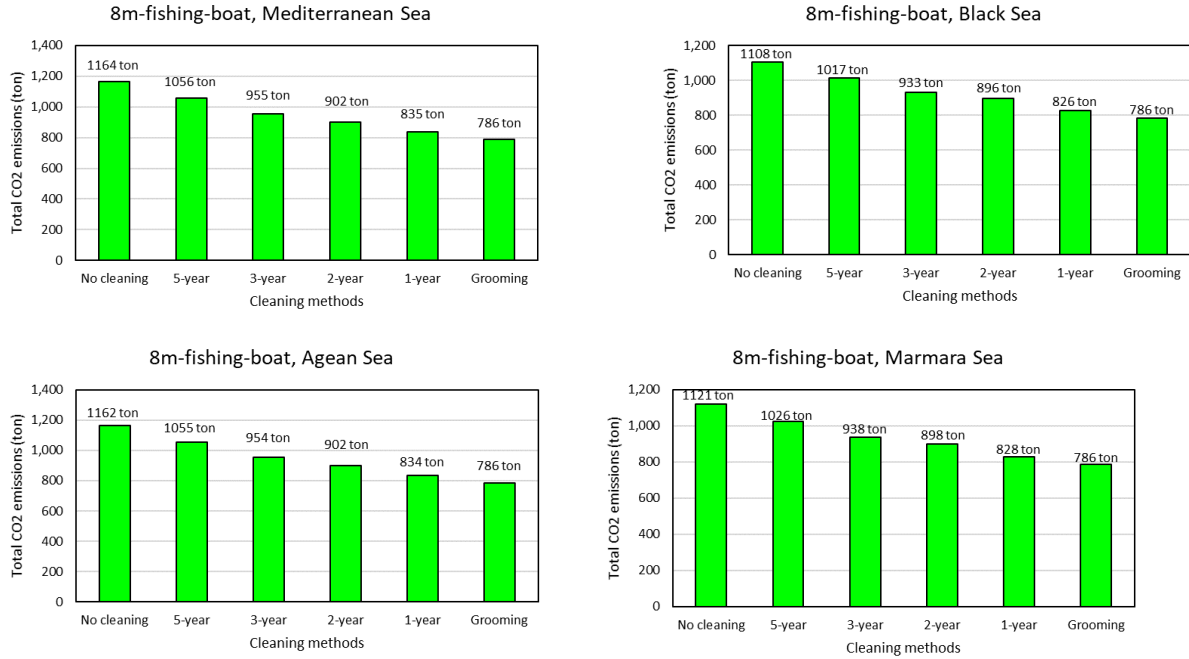 8m-fishing-boat, Mediterranean Sea
Total CO2 emissions (ton)
1,400
1,200
1,000
800
600
400
200
0
1164 ton
1056 ton
955 ton
902 ton
835 ton
786 ton
No cleaning 5-year 3-year 2-year 1-year Grooming
Cleaning methods
8m-fishing-boat, Black Sea
Total CO2 emissions (ton)
1,200
1,000
800
600
400
200
0
1108 ton
1017 ton
933 ton
896 ton
826 ton
786 ton
No cleaning 5-year 3-year 2-year 1-year Grooming
Cleaning methods
8m-fishing-boat, Agean Sea
Total CO2 emissions (ton)
1,400
1,200
1,000
800
600
400
200
0
1162 ton
1055 ton
954 ton
902 ton
834 ton
786 ton
No cleaning 5-year 3-year 2-year 1-year Grooming
Cleaning methods
8m-fishing-boat, Marmara Sea
Total CO2 emissions (ton)
1,200
1,000
800
600
400
200
0
1121 ton
1026 ton
938 ton
898 ton
828 ton
786 ton
No cleaning 5-year 3-year 2-year 1-year Grooming
Cleaning methods